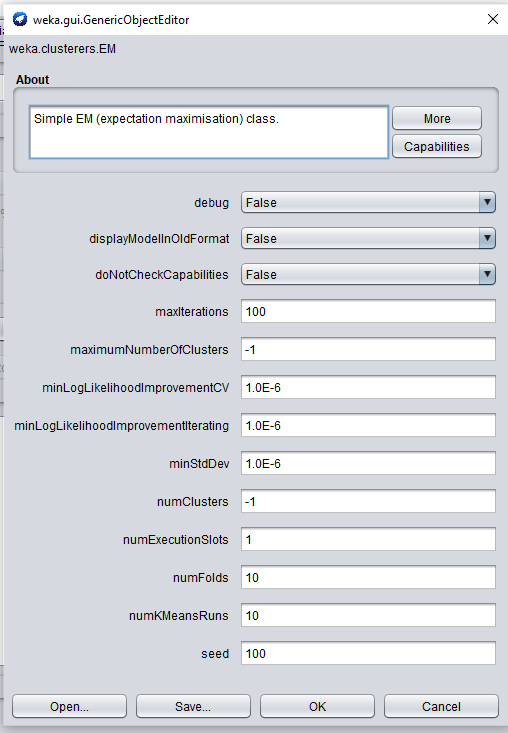 weka.gui.GenericObjectEditor
weka.clusterers.EM
About
Simple EM (expectation maximisation) class.
More
Capabilities
debug False
displayModelInOldFormat False
doNotCheckCapabilities False
maxIterations 100
maximumNumberOfClusters -1
minLogLikelihoodImprovementCV 1.0E-6
minLogLikelihoodImprovementIterating 1.0E-6
minStdDev 1.0E-6
numClusters -1
numExecutionSlots 1
numFolds 10
numKMeansRuns 10
seed 100
Open... Save... OK Cancel